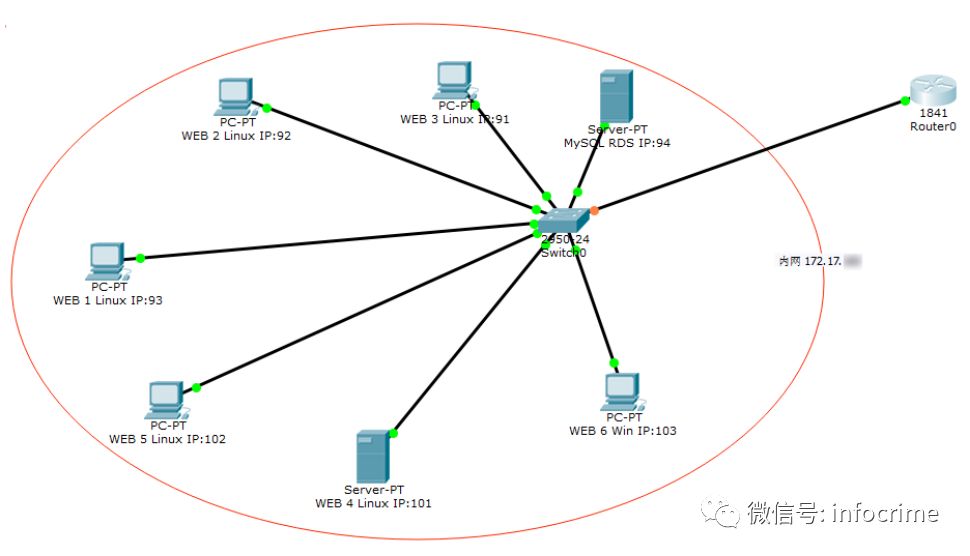 PC-PT
WEB 2 Linux IP:92
PC-PT
WEB 3 Linux IP:91
Server-PT
MySQL RDS IP:94
1841
Router0
2950-24
Switch0
内网 172.17.
PC-PT
WEB 1 Linux IP:93
PC-PT
WEB 5 Linux IP:102
Server-PT
WEB 4 Linux IP:101
PC-PT
WEB 6 Win IP:103
微信号: infocrime